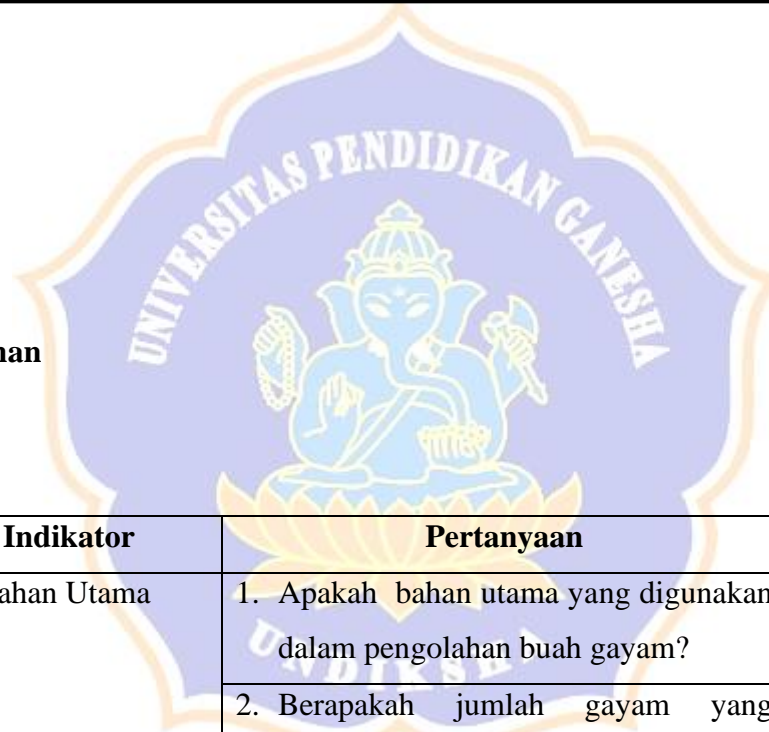 UNIVERSITAS PENDIDIKAN GANESHA
nan
Indikator
Pertanyaan
ahan Utama
1. Apakah bahan utama yang digunakan
dalam pengolahan buah gayam?
UNDIKSHA
2. Berapakah jumlah gayam yang